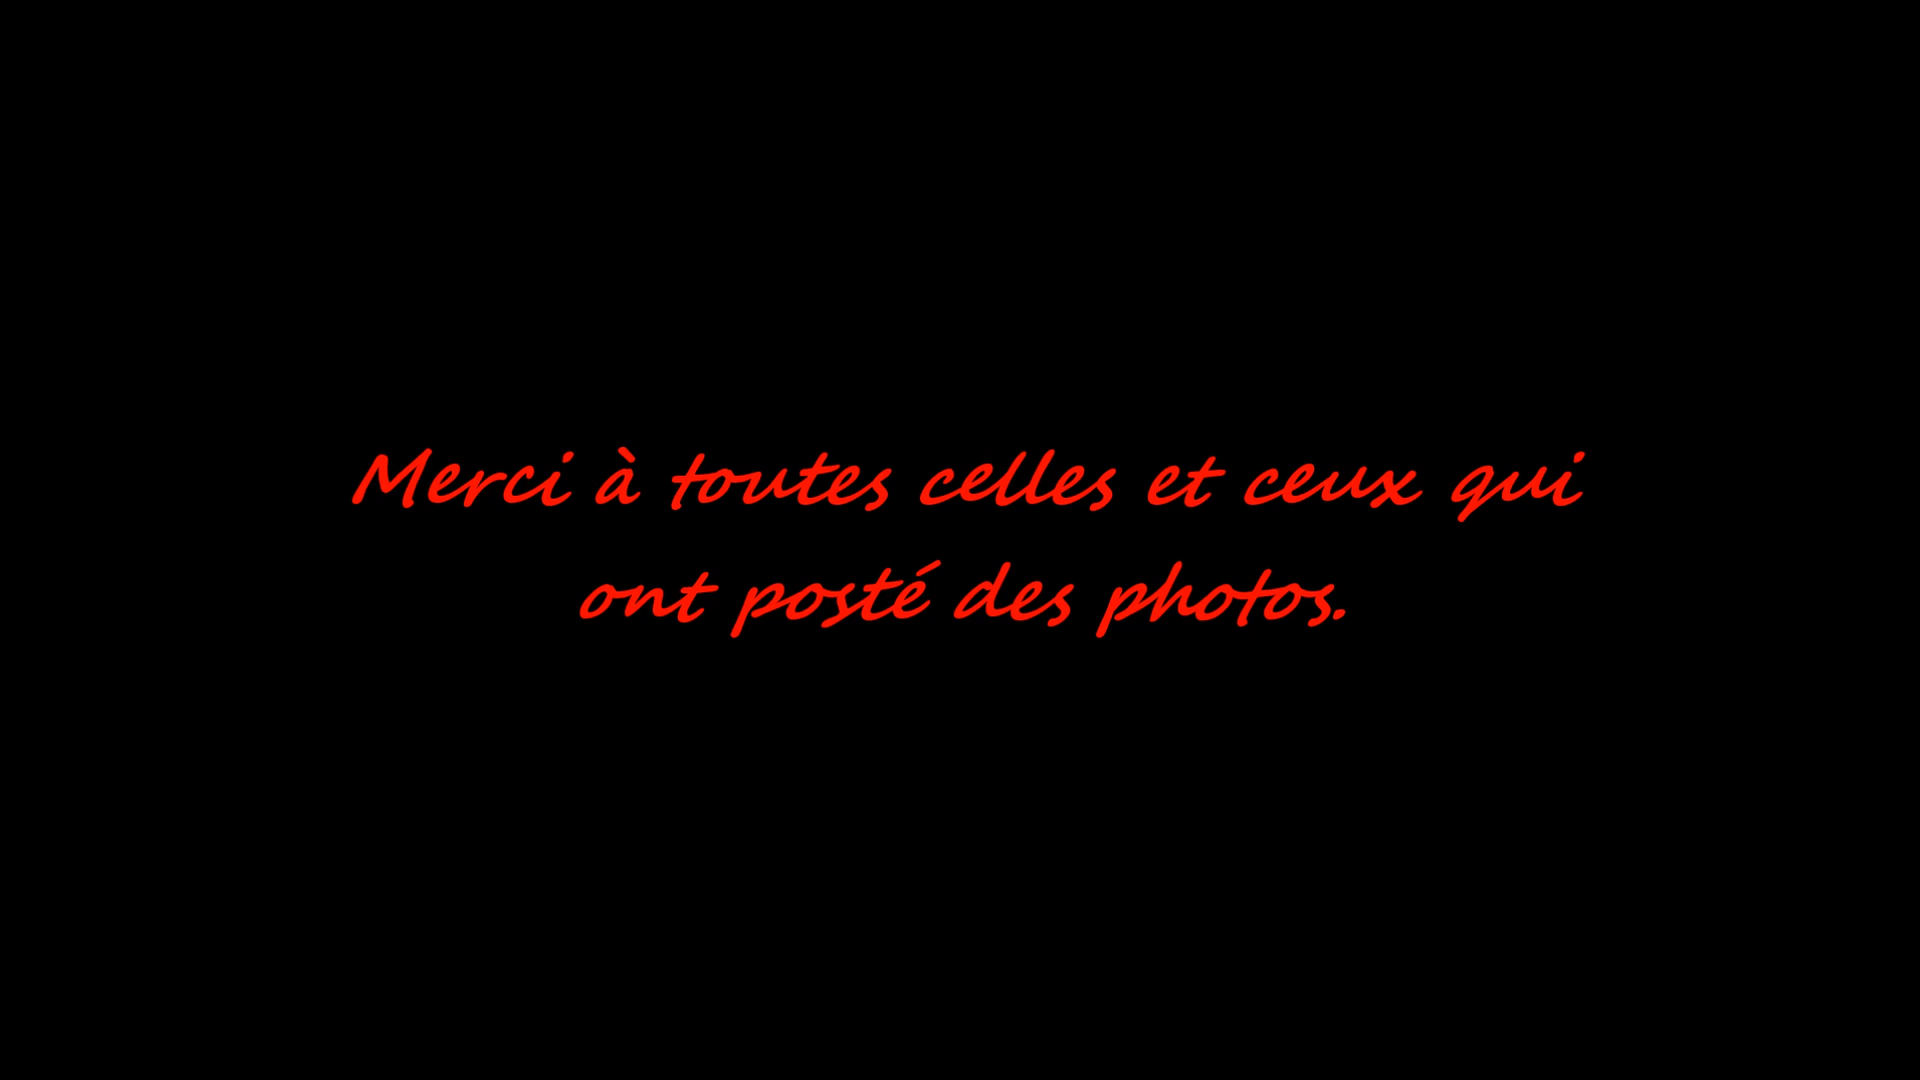 Merci à toutes celles et ceux qui
ont posté des photos.